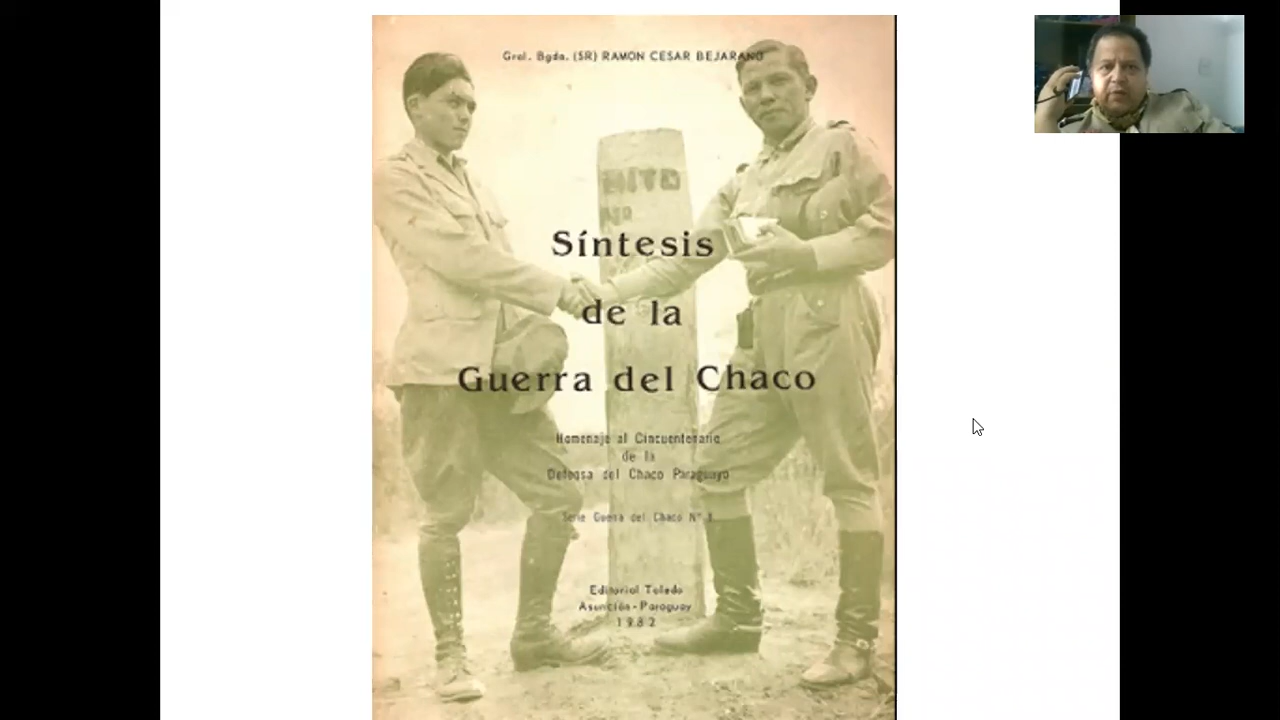 Gral. Bgda. (SR) RAMON CESAR BEJARANO
HITO
Nº
Síntesis
de la
Guerra del Chaco
Homenaje al Cincuentenario
de la
Defensa del Chaco Paraguayo
Serie Guerra del Chaco Nº 1
Editorial Toledo
Asunción - Paraguay
1982